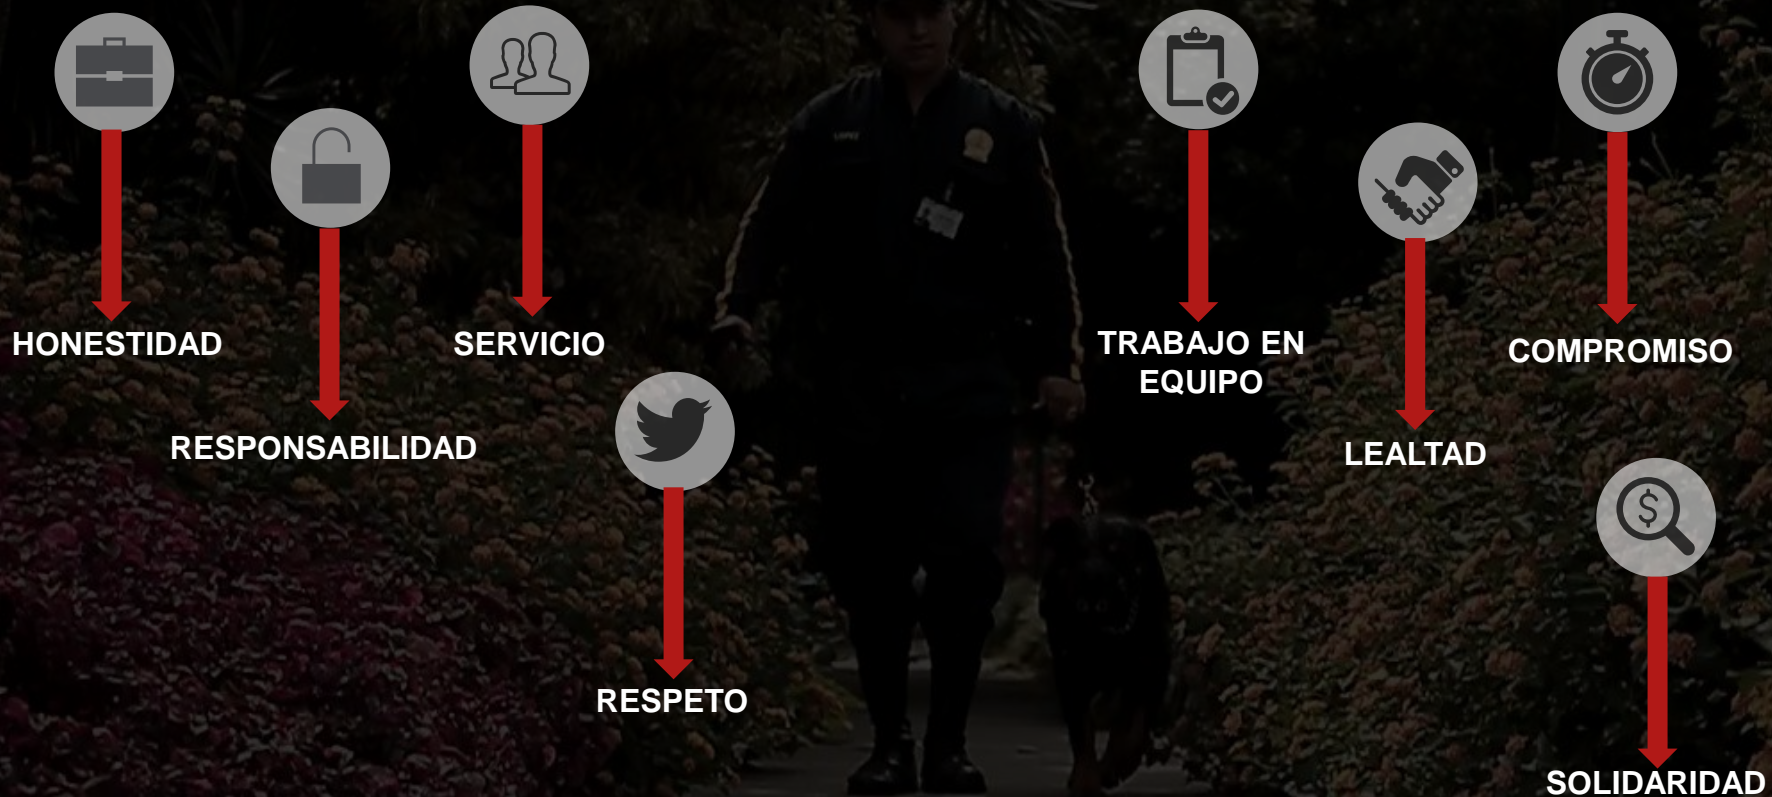 HONESTIDAD
RESPONSABILIDAD
SERVICIO
RESPETO
TRABAJO EN
EQUIPO
LEALTAD
COMPROMISO
SOLIDARIDAD
$